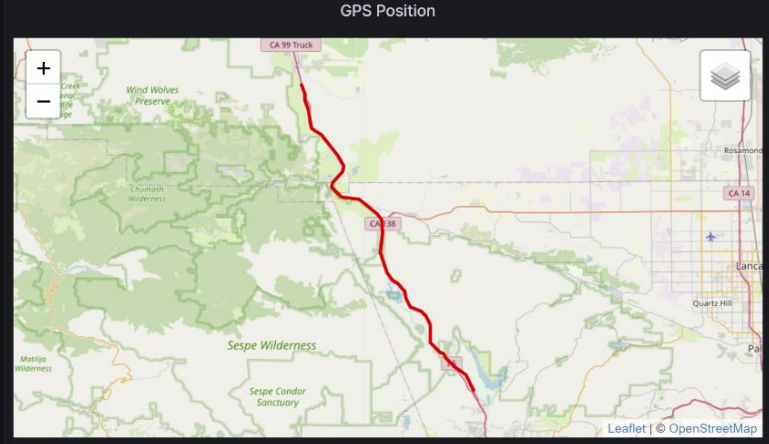 GPS Position
CA 99 Truck
+
−
Creek
Wind Wolves
Preserve
Rosamond
Chumash
Wilderness
CA 14
CA 138
Lanca
Quartz Hill
Sespe Wilderness
Pal
Matilija
Wilderness
Sespe Condor
Sanctuary
Leaflet | © OpenStreetMap